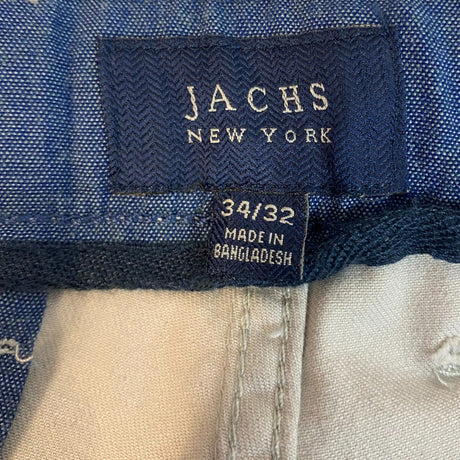 JACHS
NEW YORK
34/32
MADE IN
BANGLADESH